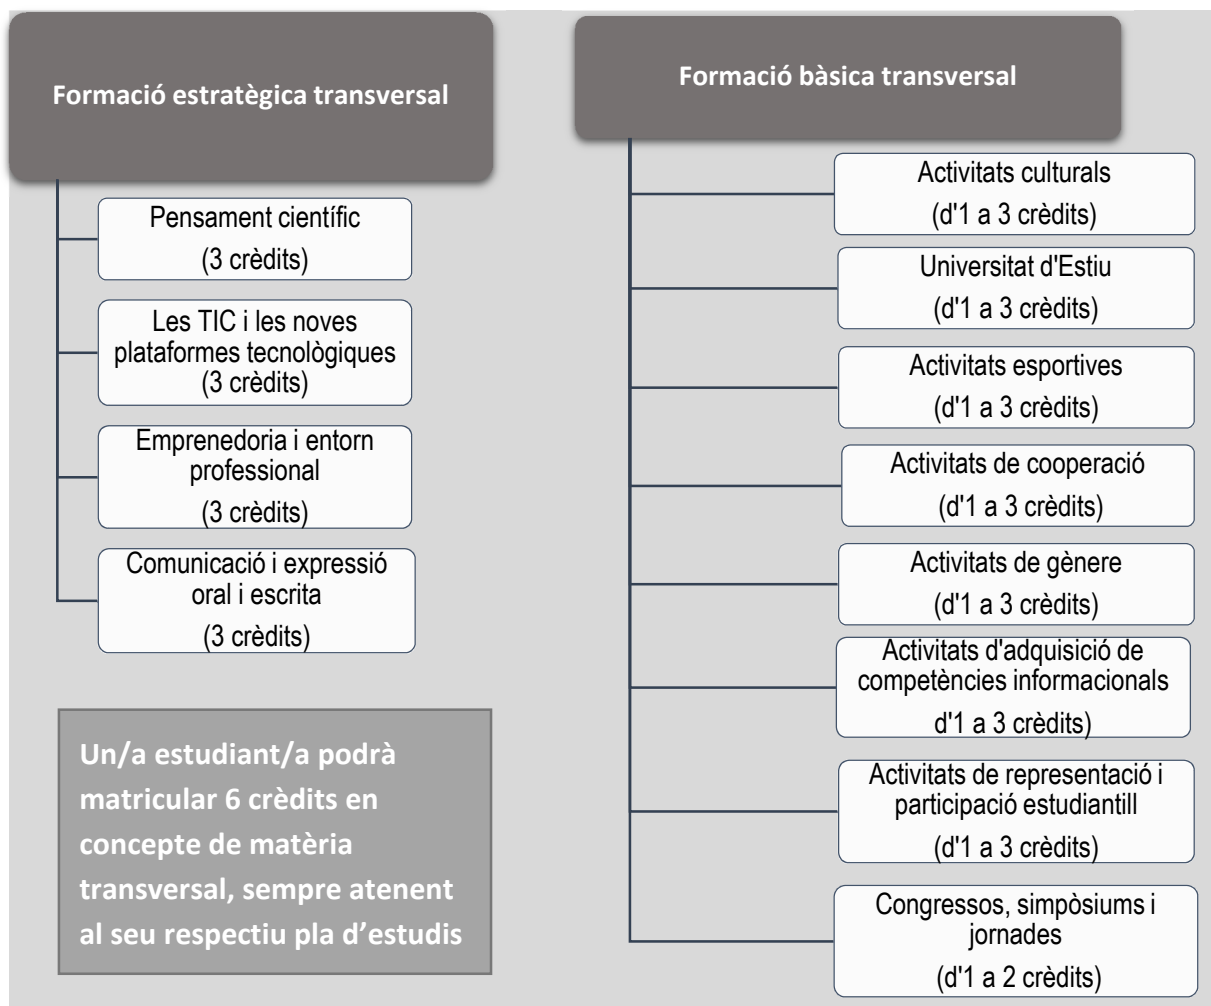 Formació estratègica transversal
Pensament científic
(3 crèdits)
Les TIC i les noves
plataformes tecnològiques
(3 crèdits)
Emprenedoria i entorn
professional
(3 crèdits)
Comunicació i expressió
oral i escrita
(3 crèdits)
Un/a estudiant/a podrà
matricular 6 crèdits en
concepte de matèria
transversal, sempre atenent
al seu respectiu pla d’estudis
Formació bàsica transversal
Activitats culturals
(d'1 a 3 crèdits)
Universitat d'Estiu
(d'1 a 3 crèdits)
Activitats esportives
(d'1 a 3 crèdits)
Activitats de cooperació
(d'1 a 3 crèdits)
Activitats de gènere
(d'1 a 3 crèdits)
Activitats d'adquisició de
competències informacionals
d'1 a 3 crèdits)
Activitats de representació i
participació estudiantill
(d'1 a 3 crèdits)
Congressos, simpòsiums i
jornades
(d'1 a 2 crèdits)